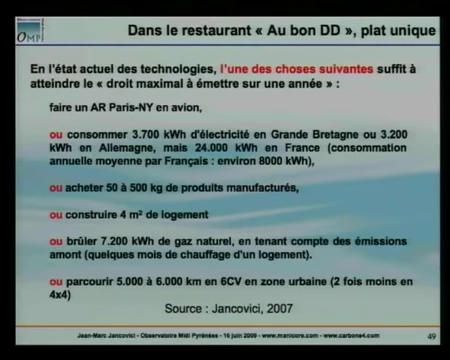 OMP
Dans le restaurant « Au bon DD », plat unique
En l'état actuel des technologies, l'une des choses suivantes suffit à
atteindre le « droit maximal à émettre sur une année » :
faire un AR Paris-NY en avion,
ou consommer 3.700 kWh d'électricité en Grande Bretagne ou 3.200
kWh en Allemagne, mais 24.000 kWh en France (consommation
annuelle moyenne par Français : environ 8000 kWh),
ou acheter 50 à 500 kg de produits manufacturés,
ou construire 4 m² de logement
ou brûler 7.200 kWh de gaz naturel, en tenant compte des émissions
amont (quelques mois de chauffage d'un logement).
ou parcourir 5.000 à 6.000 km en 6CV en zone urbaine (2 fois moins en
4x4)
Source : Jancovici, 2007
Jean-Marc Jancovici - Observatoire Midi Pyrénées - 16 juin 2009 - www.manicore.com - www.carbone4.com
49